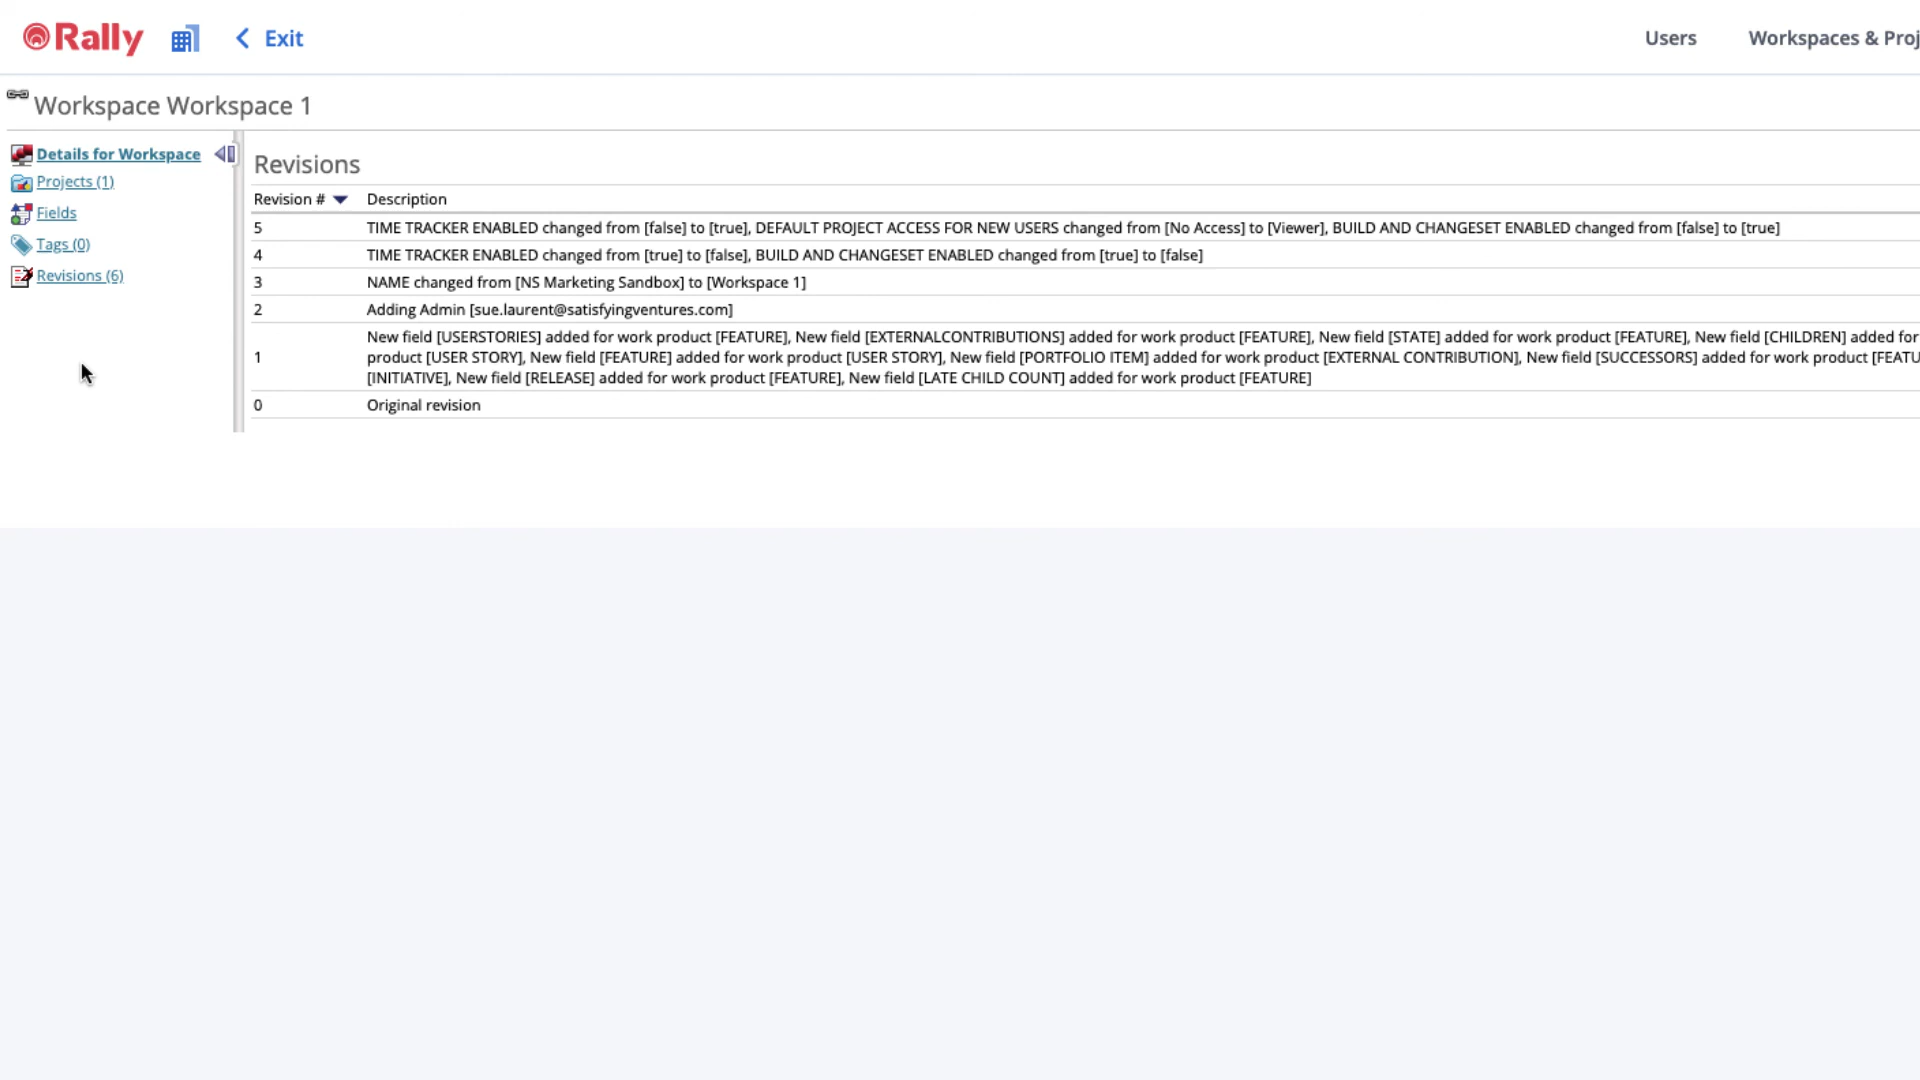 Rally
Exit
Users
Workspaces & Proj
Workspace Workspace 1
Details for Workspace
Projects (1)
Fields
Tags (0)
Revisions (6)
Revisions
Revision # Description
5 TIME TRACKER ENABLED changed from [false] to [true], DEFAULT PROJECT ACCESS FOR NEW USERS changed from [No Access] to [Viewer], BUILD AND CHANGESET ENABLED changed from [false] to [true]
4 TIME TRACKER ENABLED changed from [true] to [false], BUILD AND CHANGESET ENABLED changed from [true] to [false]
3 NAME changed from [NS Marketing Sandbox] to [Workspace 1]
2 Adding Admin [sue.laurent@satisfyingventures.com]
New field [USERSTORIES] added for work product [FEATURE], New field [EXTERNALCONTRIBUTIONS] added for work product [FEATURE], New field [STATE] added for work product [FEATURE], New field [CHILDREN] added for
1 product [USER STORY], New field [FEATURE] added for work product [USER STORY], New field [PORTFOLIO ITEM] added for work product [EXTERNAL CONTRIBUTION], New field [SUCCESSORS] added for work product [FEATU
[INITIATIVE], New field [RELEASE] added for work product [FEATURE], New field [LATE CHILD COUNT] added for work product [FEATURE]
0 Original revision